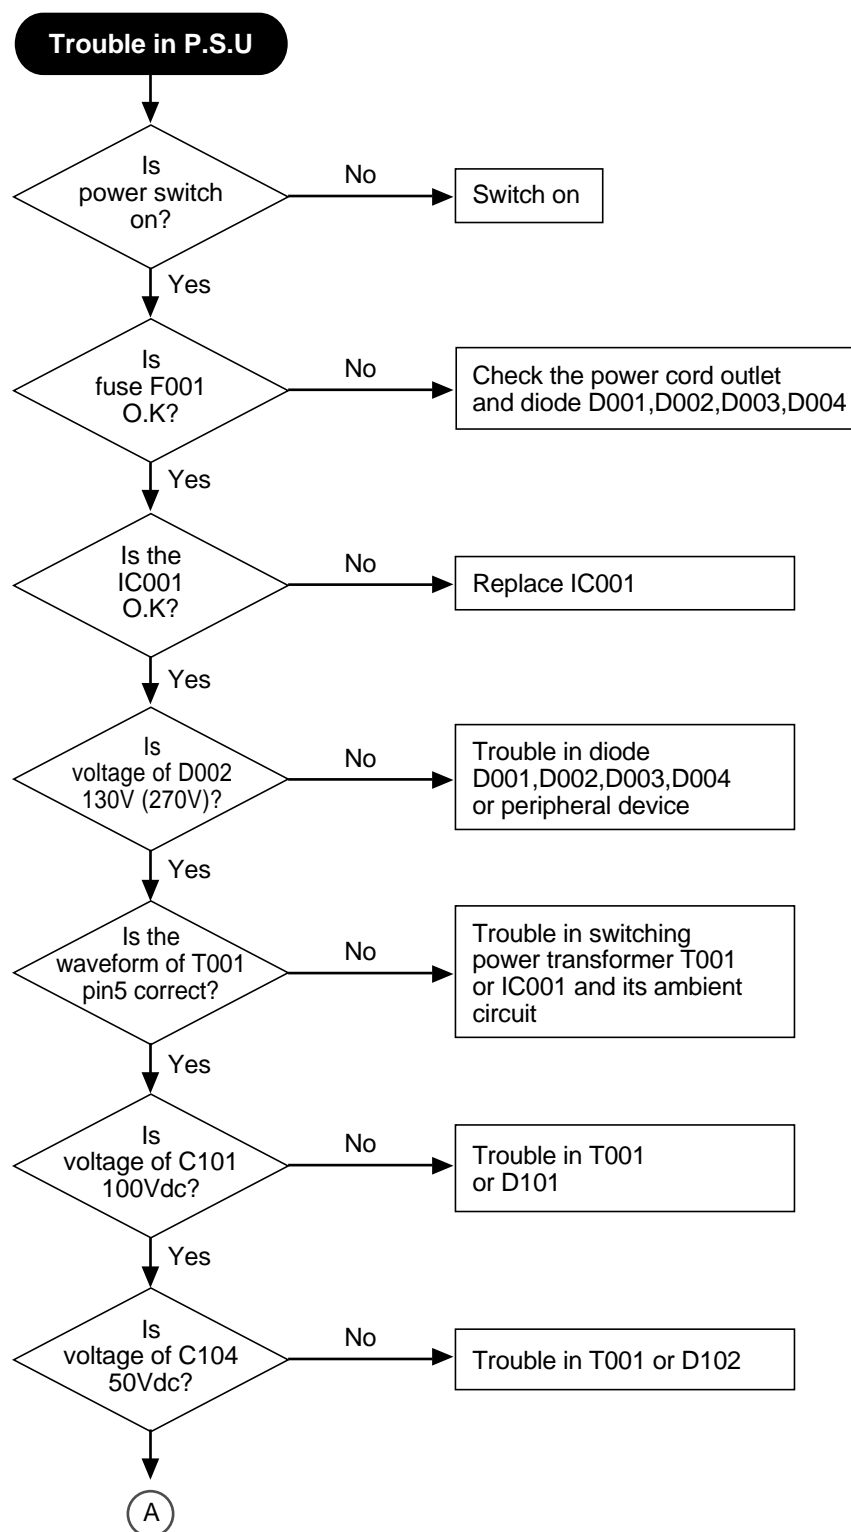 Trouble in P.S.U
Is
power switch
on?
No
Switch on
Yes
Is
fuse F001
O.K?
No
Check the power cord outlet
and diode D001,D002,D003,D004
Yes
Is the
IC001
O.K?
No
Replace IC001
Yes
Is
voltage of D002
130V (270V)?
No
Trouble in diode
D001,D002,D003,D004
or peripheral device
Yes
Is the
waveform of T001
pin5 correct?
No
Trouble in switching
power transformer T001
or IC001 and its ambient
circuit
Yes
Is
voltage of C101
100Vdc?
No
Trouble in T001
or D101
Yes
Is
voltage of C104
50Vdc?
No
Trouble in T001 or D102
A